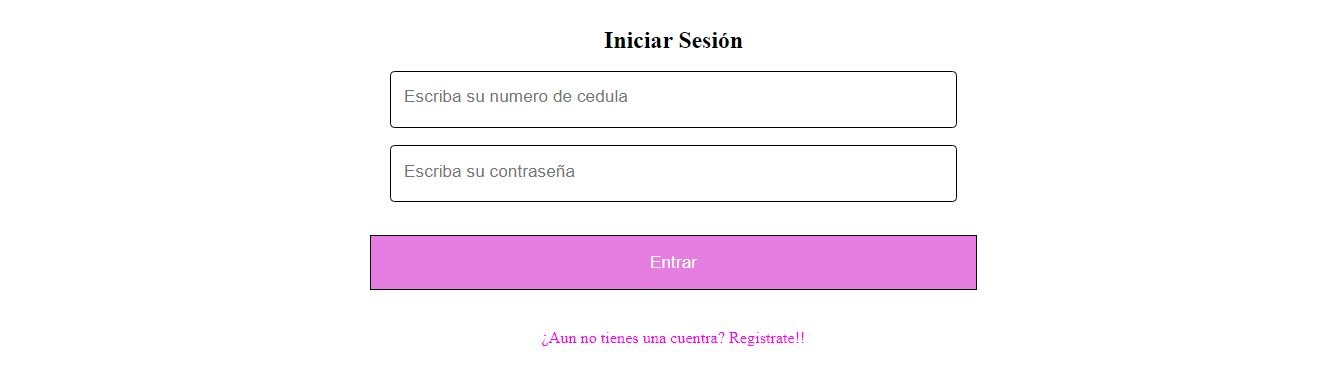 Iniciar Sesión
Escriba su numero de cedula
Escriba su contraseña
Entrar
¿Aun no tienes una cuentra? Registrate!!